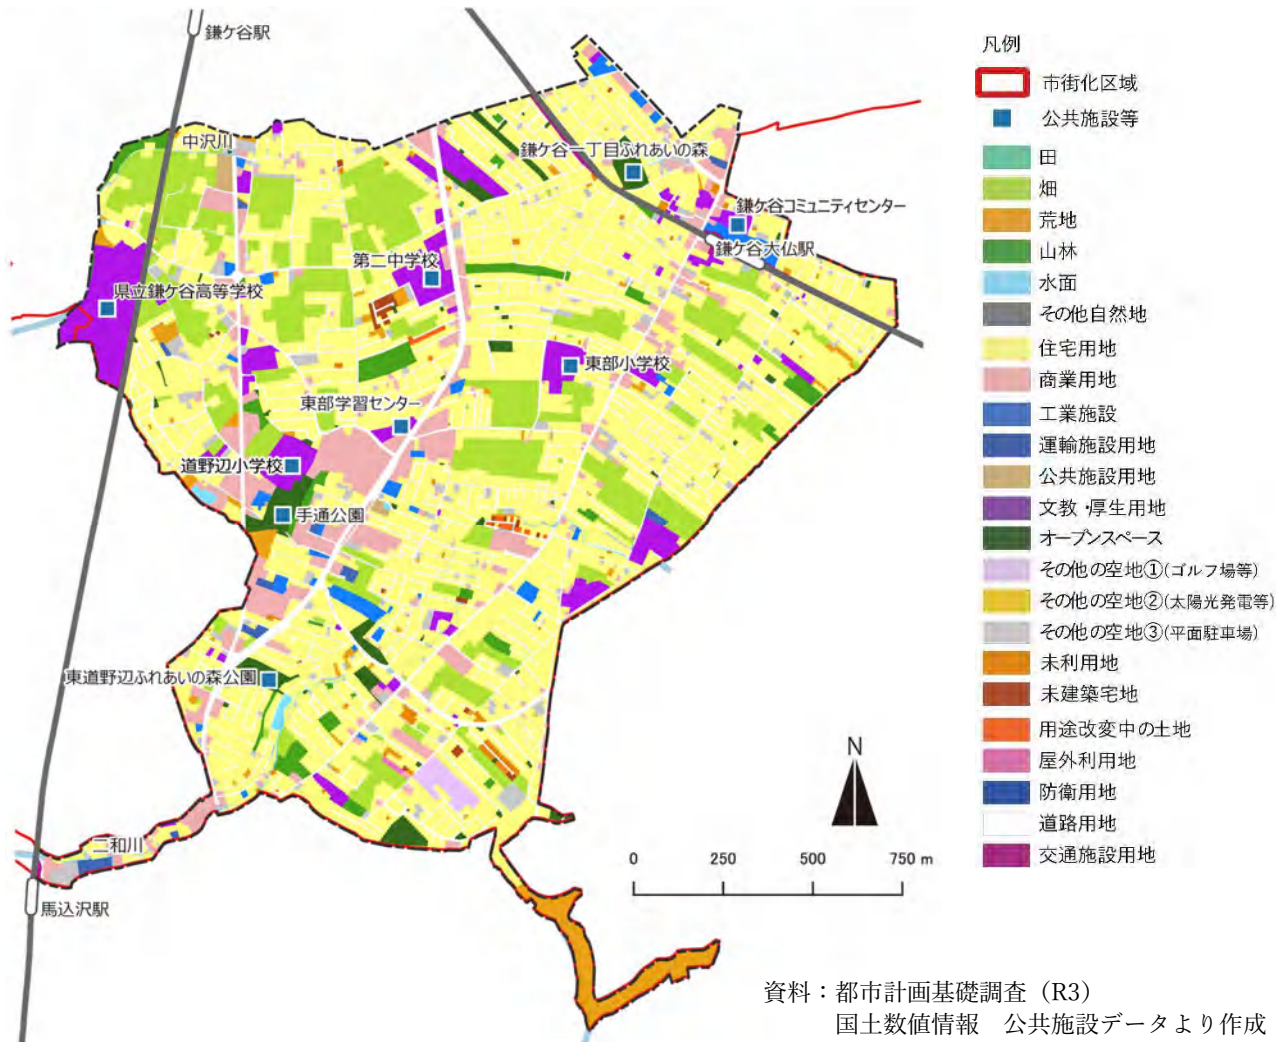 鎌ケ谷駅
中沢川
鎌ケ谷一丁目ふれあいの森
鎌ケ谷コミュニティセンター
鎌ケ谷大仏駅
第二中学校
県立鎌ケ谷高等学校
東部小学校
東部学習センター
道野辺小学校
手通公園
東道野辺ふれあいの森公園
二和川
馬込沢駅
凡例
市街化区域
公共施設等
田
畑
荒地
山林
水面
その他自然地
住宅用地
商業用地
工業施設
運輸施設用地
公共施設用地
文教・厚生用地
オープンスペース
その他の空地①(ゴルフ場等)
その他の空地②(太陽光発電等)
その他の空地③(平面駐車場)
未利用地
未建築宅地
用途改変中の土地
屋外利用地
防衛用地
道路用地
交通施設用地
N
0 250 500 750 m
資料：都市計画基礎調査（R3）
国土数値情報　公共施設データより作成